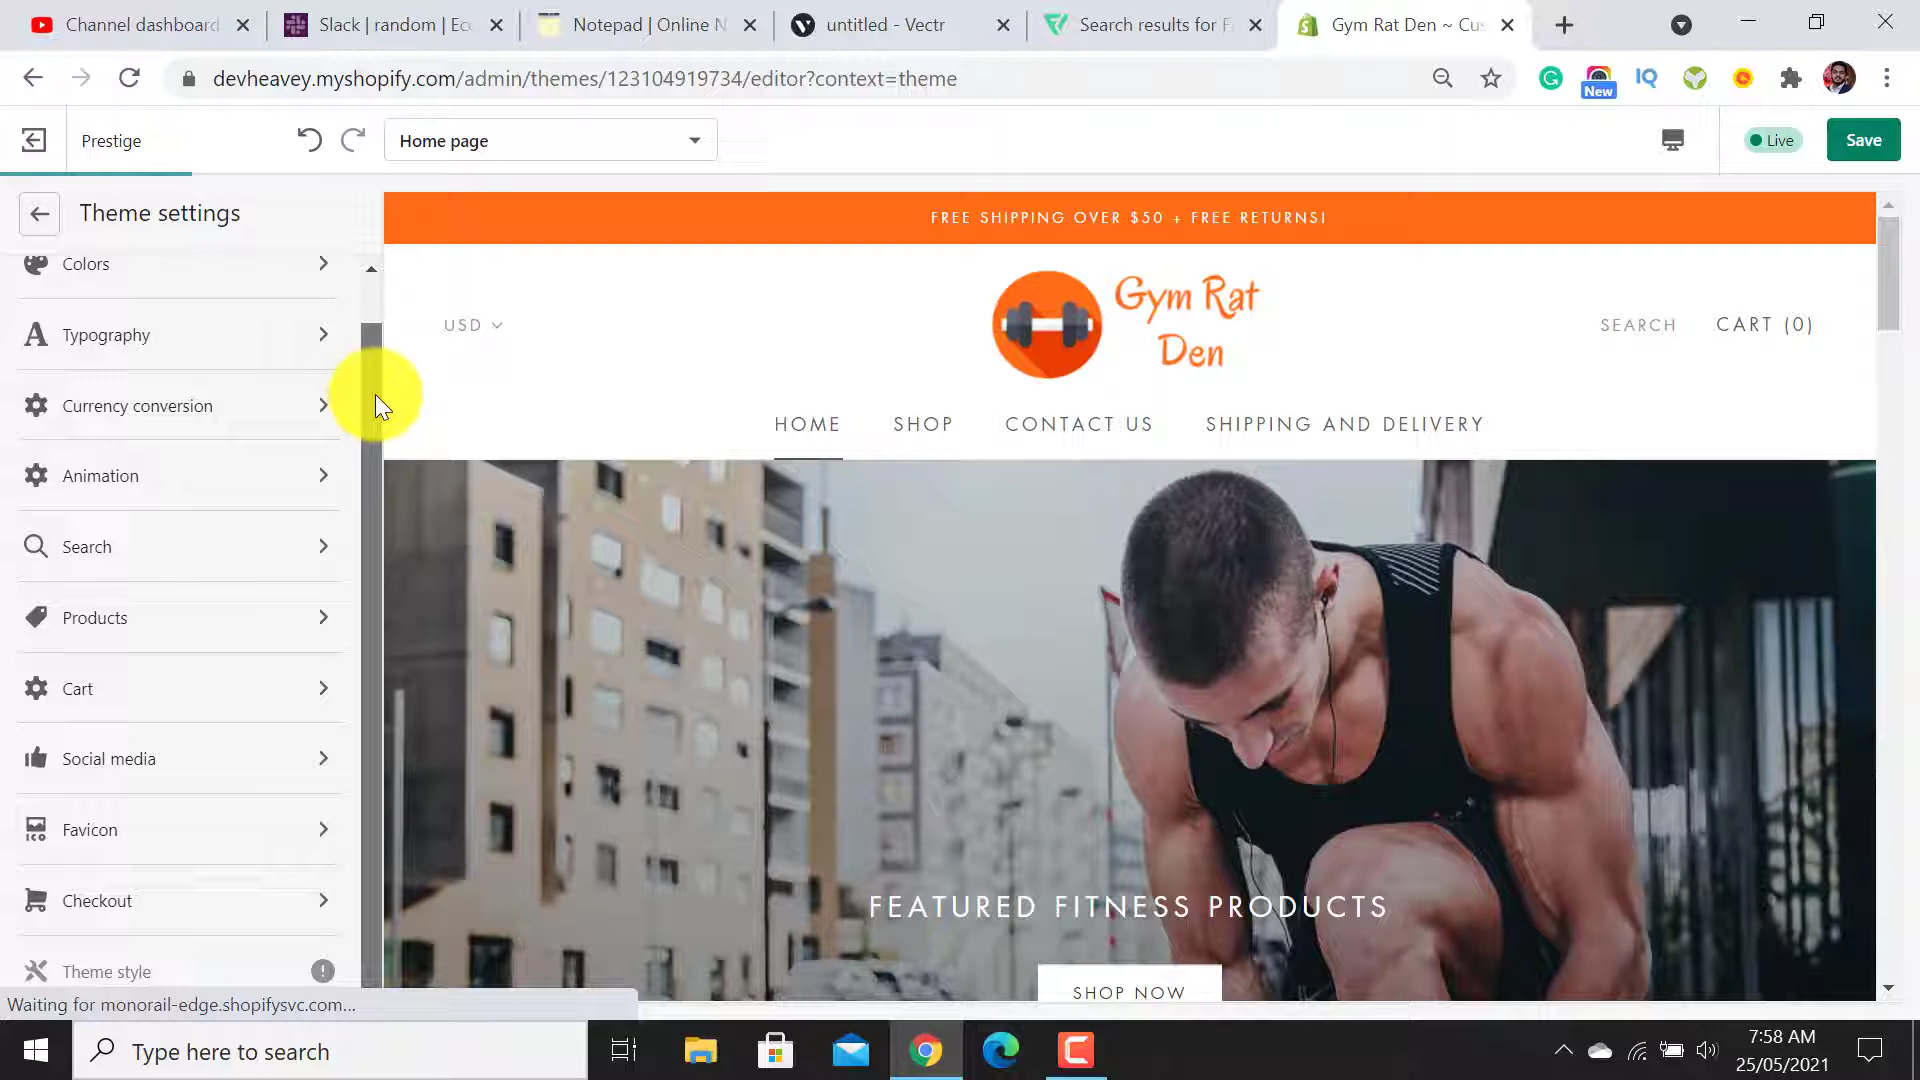 Channel dashboard
Slack | random | Ec
Notepad | Online N
untitled - Vectr
Search results for F
Gym Rat Den ~ Cus
devheavey.myshopify.com/admin/themes/123104919734/editor?context=theme
New
IQ
Prestige
Home page
Live
Save
Theme settings
Colors
Typography
Currency conversion
Animation
Search
Products
Cart
Social media
Favicon
Checkout
Theme style
Waiting for monorail-edge.shopifysvc.com...
FREE SHIPPING OVER $50 + FREE RETURNS!
USD
Gym Rat
Den
SEARCH
CART (0)
HOME
SHOP
CONTACT US
SHIPPING AND DELIVERY
FEATURED FITNESS PRODUCTS
SHOP NOW
Type here to search
7:58 AM
25/05/2021